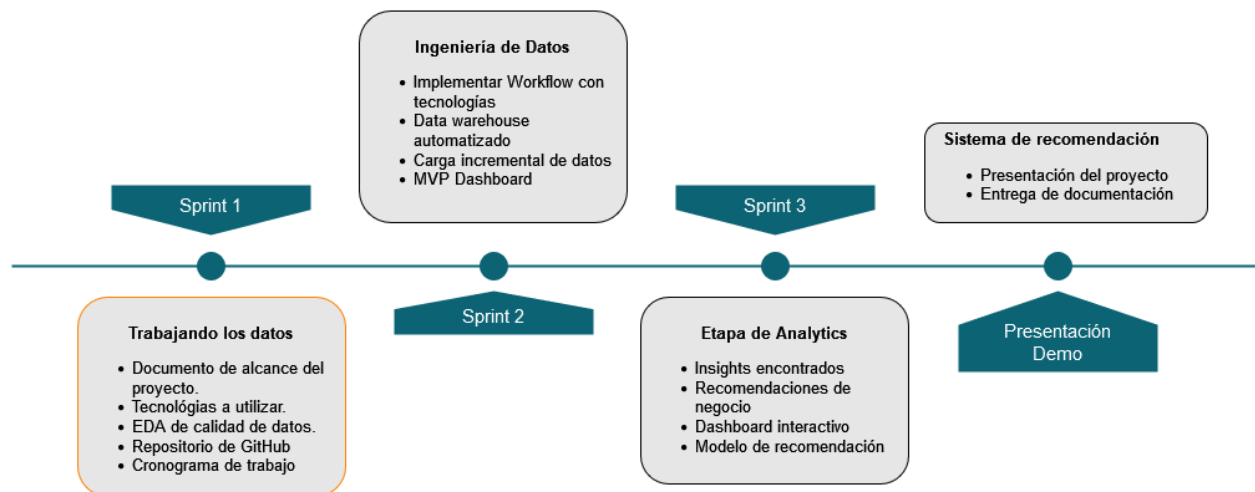 Sprint 1
Trabajando los datos
• Documento de alcance del
proyecto.
• Tecnológias a utilizar.
• EDA de calidad de datos.
• Repositorio de GitHub
• Cronograma de trabajo
Ingeniería de Datos
• Implementar Workflow con
tecnologías
• Data warehouse
automatizado
• Carga incremental de datos
• MVP Dashboard
Sprint 2
Sprint 3
Etapa de Analytics
• Insights encontrados
• Recomendaciones de
negocio
• Dashboard interactivo
• Modelo de recomendación
Sistema de recomendación
• Presentación del proyecto
• Entrega de documentación
Presentación
Demo